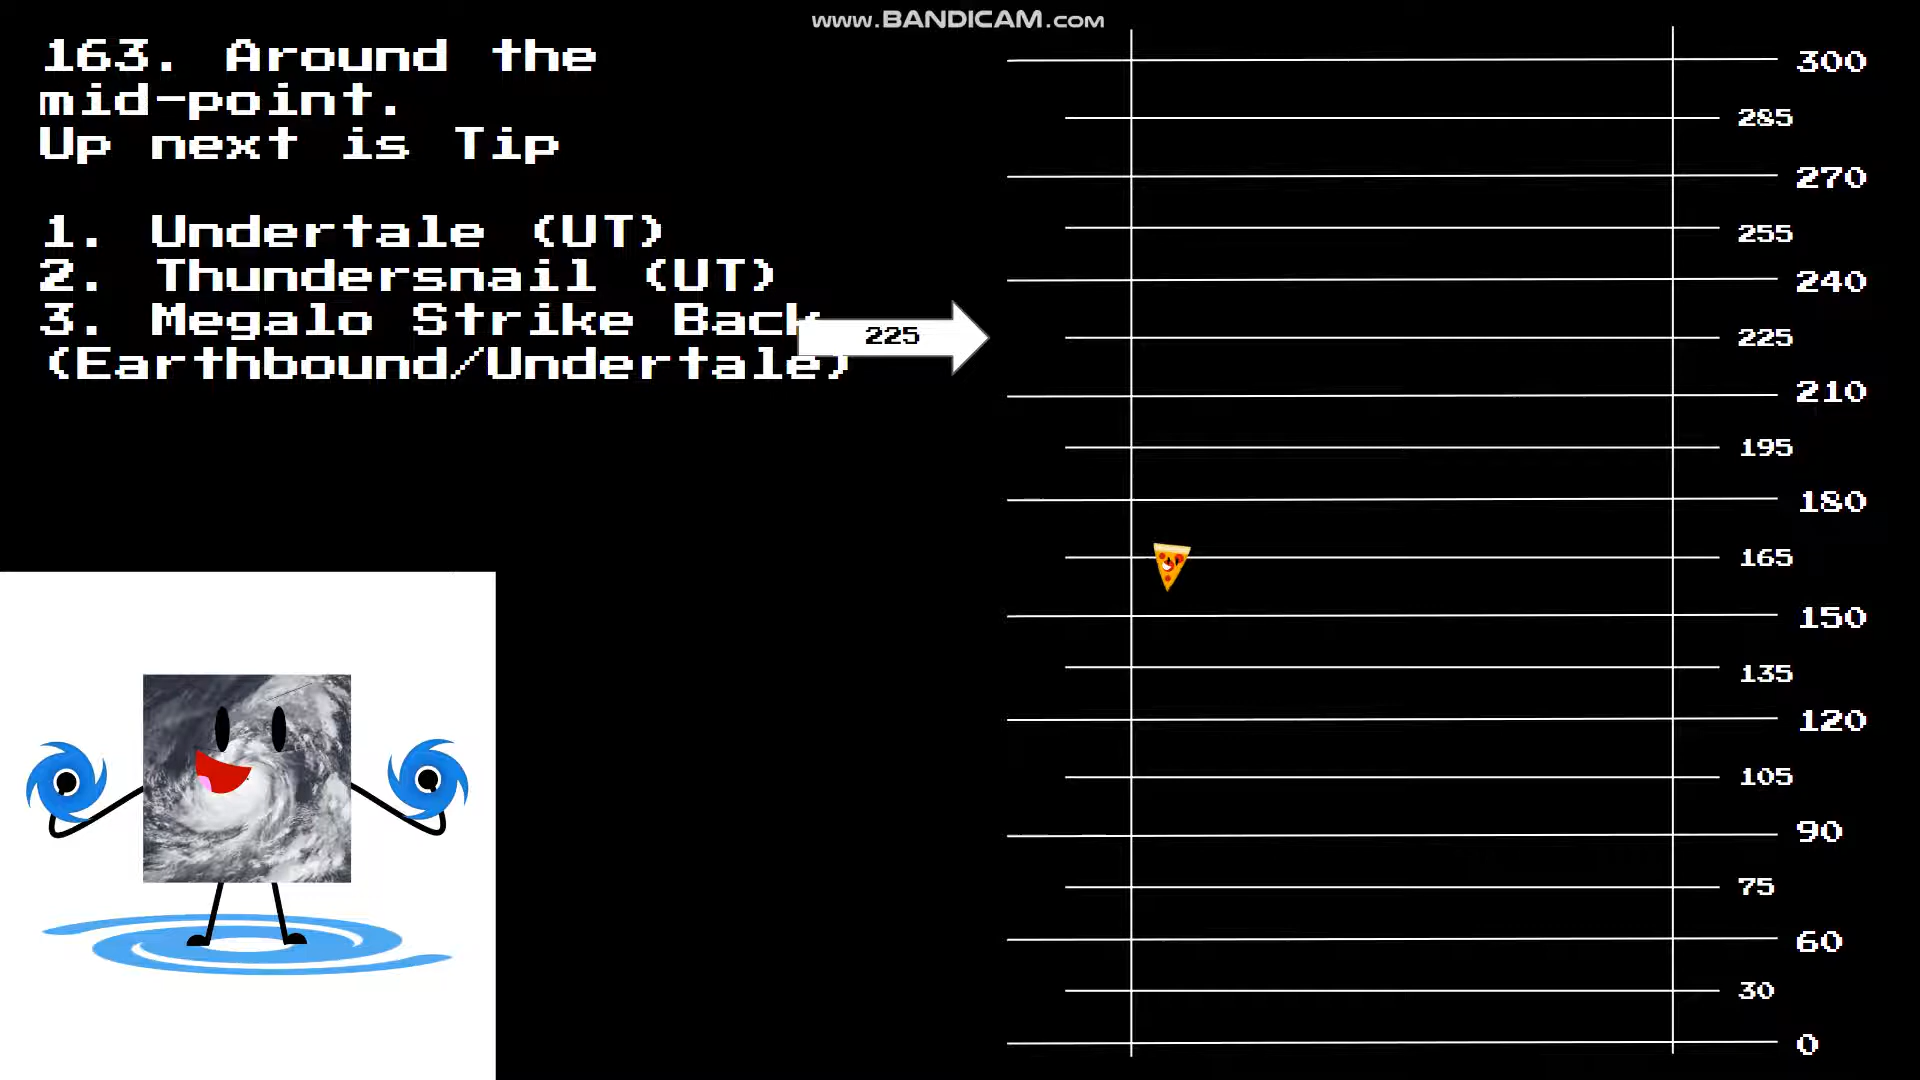 www.BANDICAM.com
163. Around the
mid-point.
Up next is Tip
1. Undertale (UT)
2. Thundersnail (UT)
3. Megalo Strike Back
(Earthbound/Undertale)
225
300
285
270
255
240
225
210
195
180
165
150
135
120
105
90
75
60
30
0